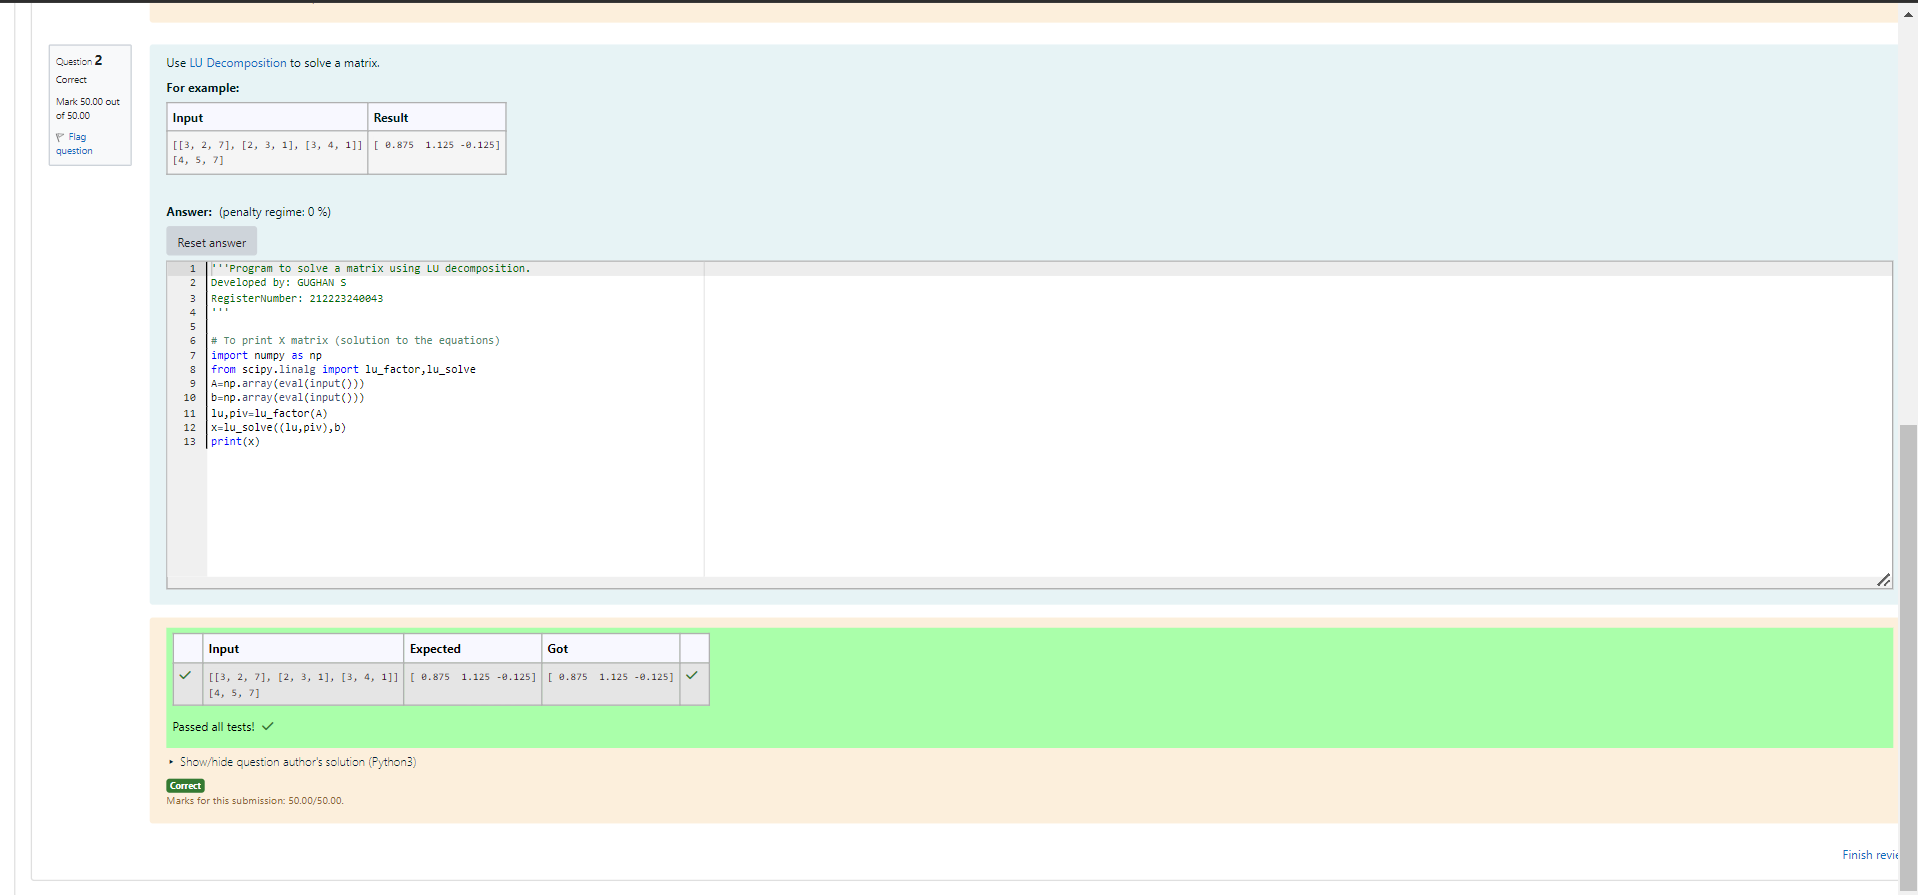 Question 2
Correct
Mark 50.00 out
of 50.00
Flag
question
Use LU Decomposition to solve a matrix.
For example:
Input Result
[[3, 2, 7], [2, 3, 1], [3, 4, 1]] [ 0.875  1.125 -0.125]
[4, 5, 7]
Answer: (penalty regime: 0 %)
Reset answer
1 '''Program to solve a matrix using LU decomposition.
2 Developed by: GUGHAN S
3 RegisterNumber: 212223240043
4 '''
5
6 # To print X matrix (solution to the equations)
7 import numpy as np
8 from scipy.linalg import lu_factor,lu_solve
9 A=np.array(eval(input()))
10 b=np.array(eval(input()))
11 lu,piv=lu_factor(A)
12 x=lu_solve((lu,piv),b)
13 print(x)
Input Expected Got
[[3, 2, 7], [2, 3, 1], [3, 4, 1]] [ 0.875  1.125 -0.125] [ 0.875  1.125 -0.125]
[4, 5, 7]
Passed all tests!
Show/hide question author's solution (Python3)
Correct
Marks for this submission: 50.00/50.00.
Finish revie